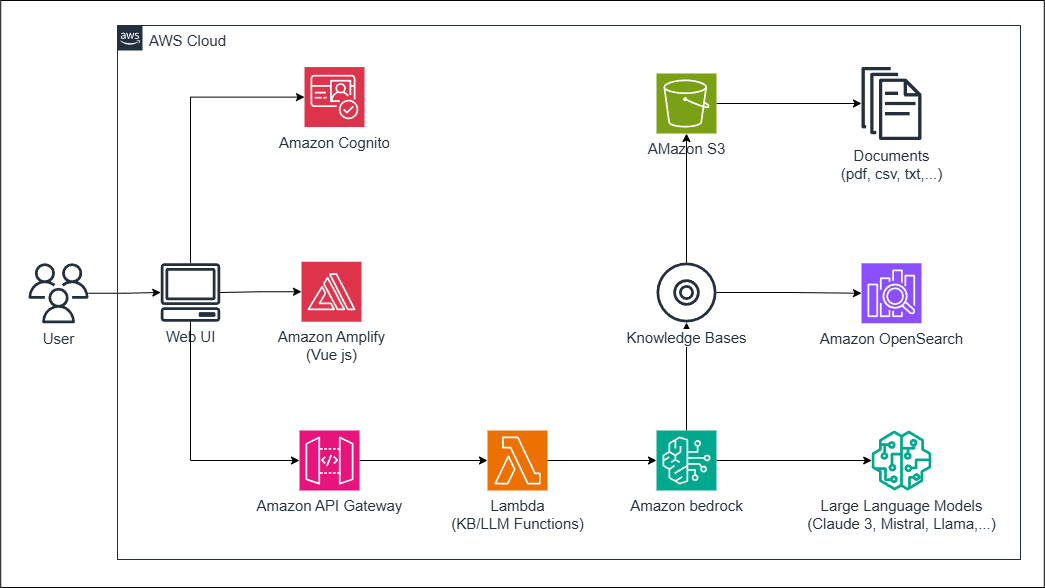 aws
AWS Cloud
Amazon Cognito
AMazon S3
Documents
(pdf, csv, txt,...)
User
Web UI
Amazon Amplify
(Vue js)
Knowledge Bases
Amazon OpenSearch
</>
Amazon API Gateway
Lambda
(KB/LLM Functions)
Amazon bedrock
Large Language Models
(Claude 3, Mistral, Llama,...)